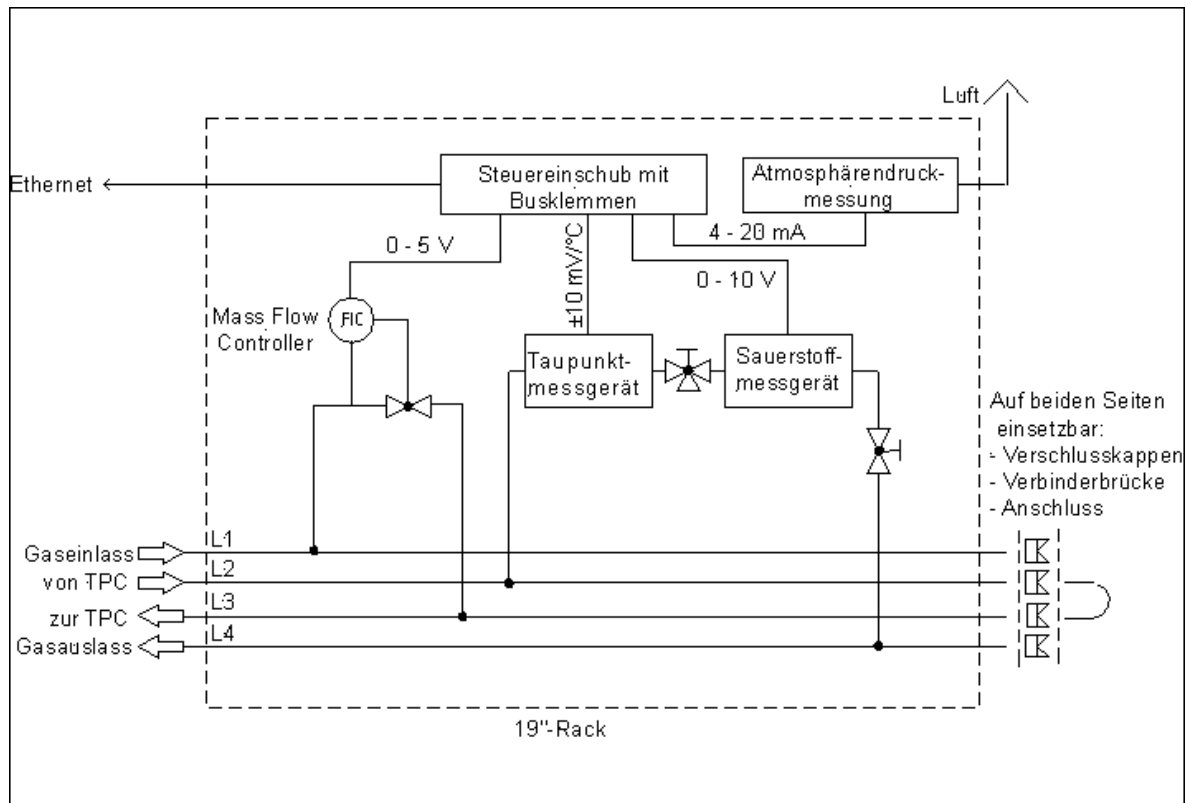 Luft
Ethernet
Steuereinschub mit
Busklemmen
Atmosphärendruck-
messung
0 - 5 V
±10 mV/°C
4 - 20 mA
0 - 10 V
Mass Flow
Controller
FIC
Taupunkt-
messgerät
Sauerstoff-
messgerät
Auf beiden Seiten
einsetzbar:
- Verschlusskappen
- Verbinderbrücke
- Anschluss
Gaseinlass
L1
von TPC
L2
zur TPC
L3
Gasauslass
L4
19"-Rack